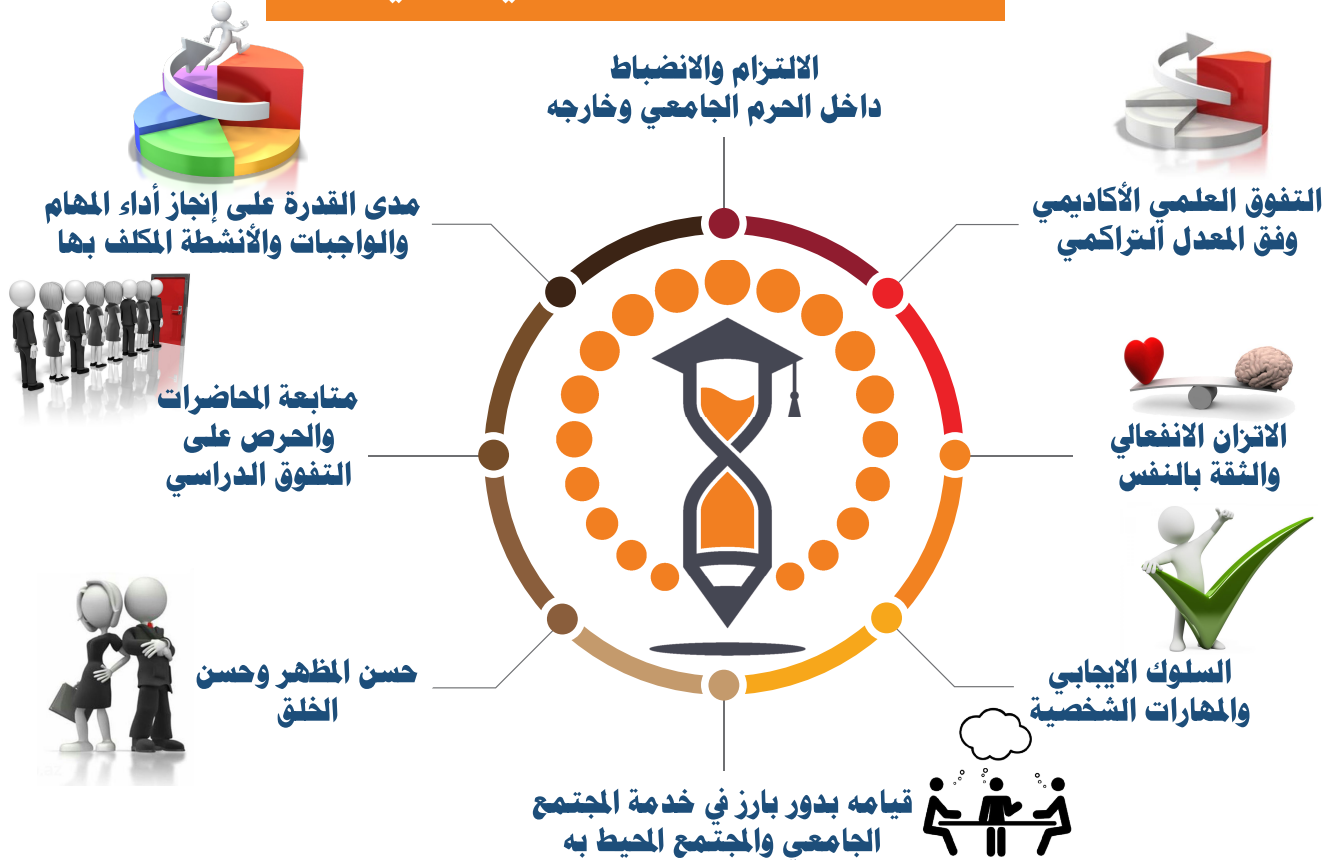 الالتزام والانضباط
داخل الحرم الجامعي وخارجه
التفوق العلمي الأكاديمي
وفق المعدل التراكمي
الاتزان الانفعالي
والثقة بالنفس
السلوك الايجابي
والمهارات الشخصية
قيامه بدور بارز في خدمة المجتمع
الجامعي والمجتمع المحيط به
حسن المظهر وحسن
الخلق
متابعة المحاضرات
والحرص على
التفوق الدراسي
مدى القدرة على إنجاز أداء المهام
والواجبات والأنشطة المكلف بها